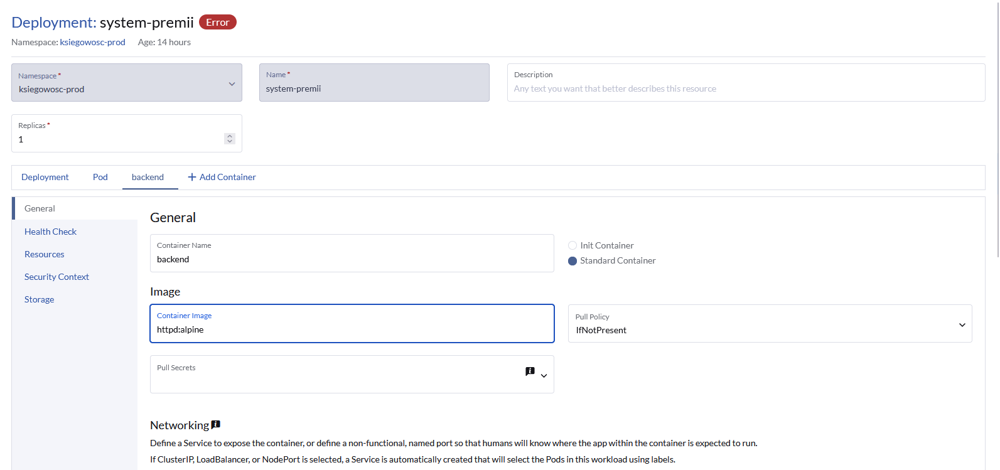 Deployment: system-premii Error
Namespace: ksiegowosc-prod Age: 14 hours
Namespace *
ksiegowosc-prod
Name *
system-premii
Description
Any text you want that better describes this resource
Replicas *
1
Deployment Pod backend + Add Container
General
Health Check
Resources
Security Context
Storage
General
Container Name
backend
Init Container
Standard Container
Image
Container Image
httpd:alpine
Pull Policy
IfNotPresent
Pull Secrets
Networking
Define a Service to expose the container, or define a non-functional, named port so that humans will know where the app within the container is expected to run.
If ClusterIP, LoadBalancer, or NodePort is selected, a Service is automatically created that will select the Pods in this workload using labels.